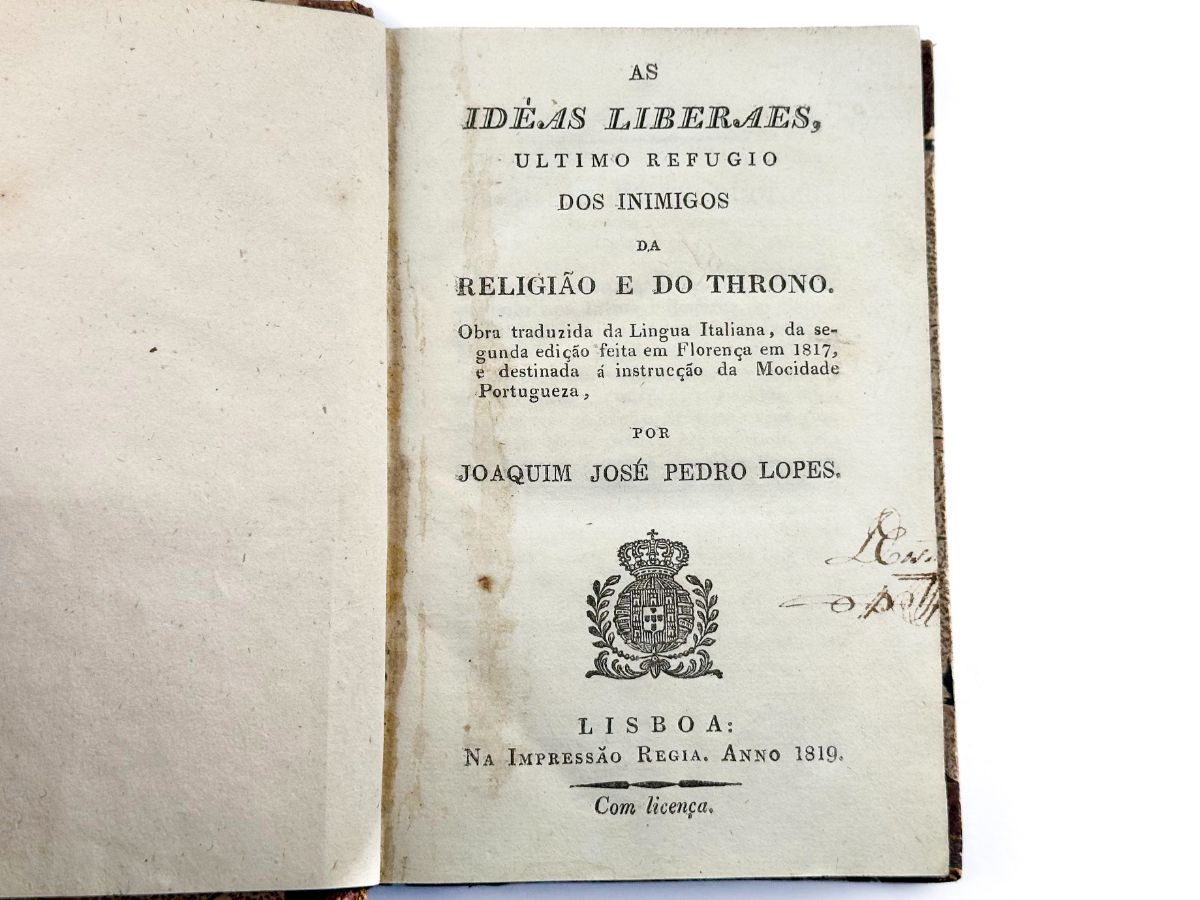 AS
IDÉAS LIBERAES,
ULTIMO REFUGIO
DOS INIMIGOS
DA
RELIGIÃO E DO THRONO.
Obra traduzida da Lingua Italiana, da se-
gunda edição feita em Florença em 1817,
e destinada á instrucção da Mocidade
Portugueza,
POR
JOAQUIM JOSÉ PEDRO LOPES.
LISBOA:
NA IMPRESSÃO REGIA. ANNO 1819.
Com licença.